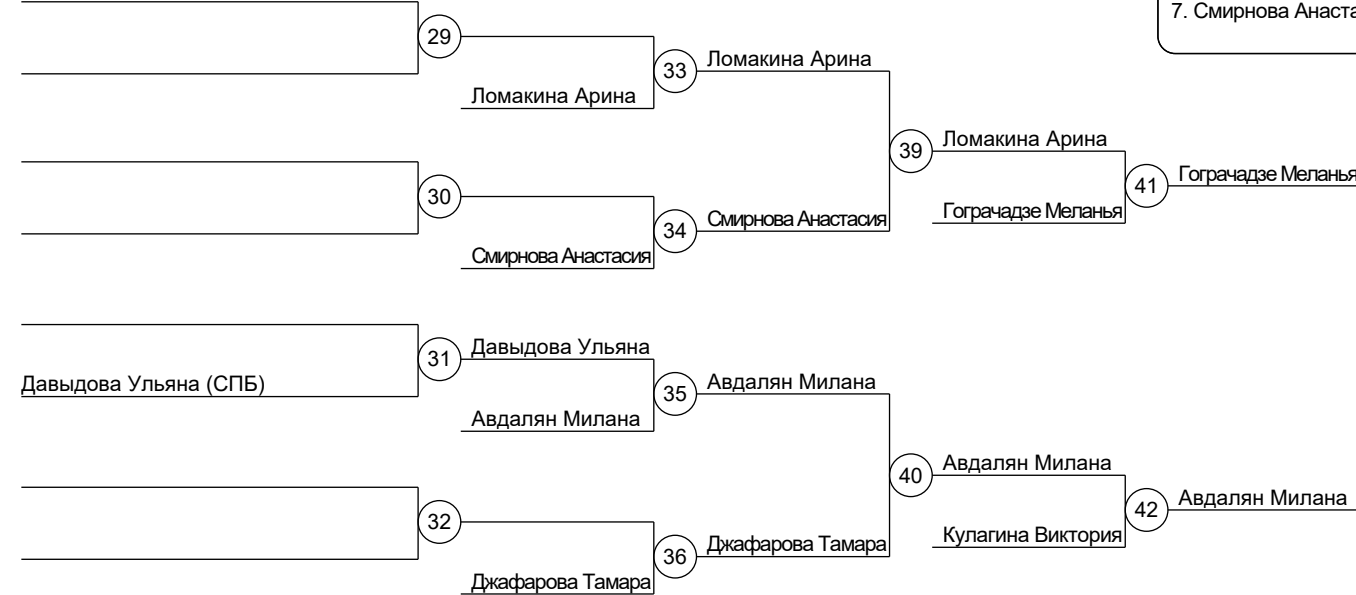 7. Смирнова Анаста
29
Ломакина Арина
33
Ломакина Арина
39
Ломакина Арина
41
Гограчадзе Меланья
Гограчадзе Меланья
30
Смирнова Анастасия
34
Смирнова Анастасия
31
Давыдова Ульяна
Давыдова Ульяна (СПБ)
35
Авдалян Милана
Авдалян Милана
40
Авдалян Милана
42
Авдалян Милана
Кулагина Виктория
32
36
Джафарова Тамара
Джафарова Тамара